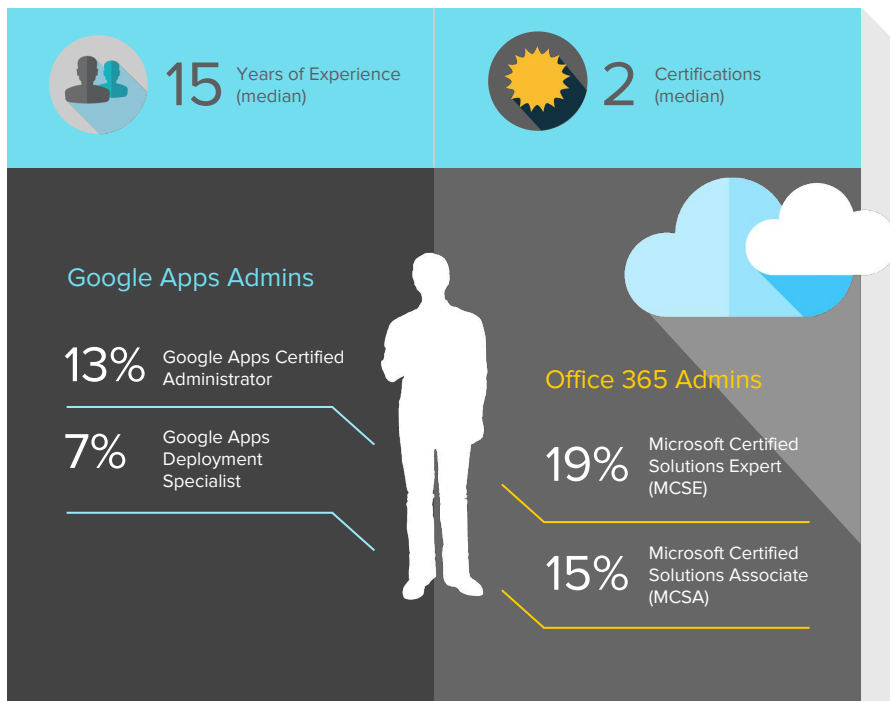 15 Years of Experience
(median)
2 Certifications
(median)
Google Apps Admins
13% Google Apps Certified
Administrator
7% Google Apps
Deployment
Specialist
Office 365 Admins
19% Microsoft Certified
Solutions Expert
(MCSE)
15% Microsoft Certified
Solutions Associate
(MCSA)